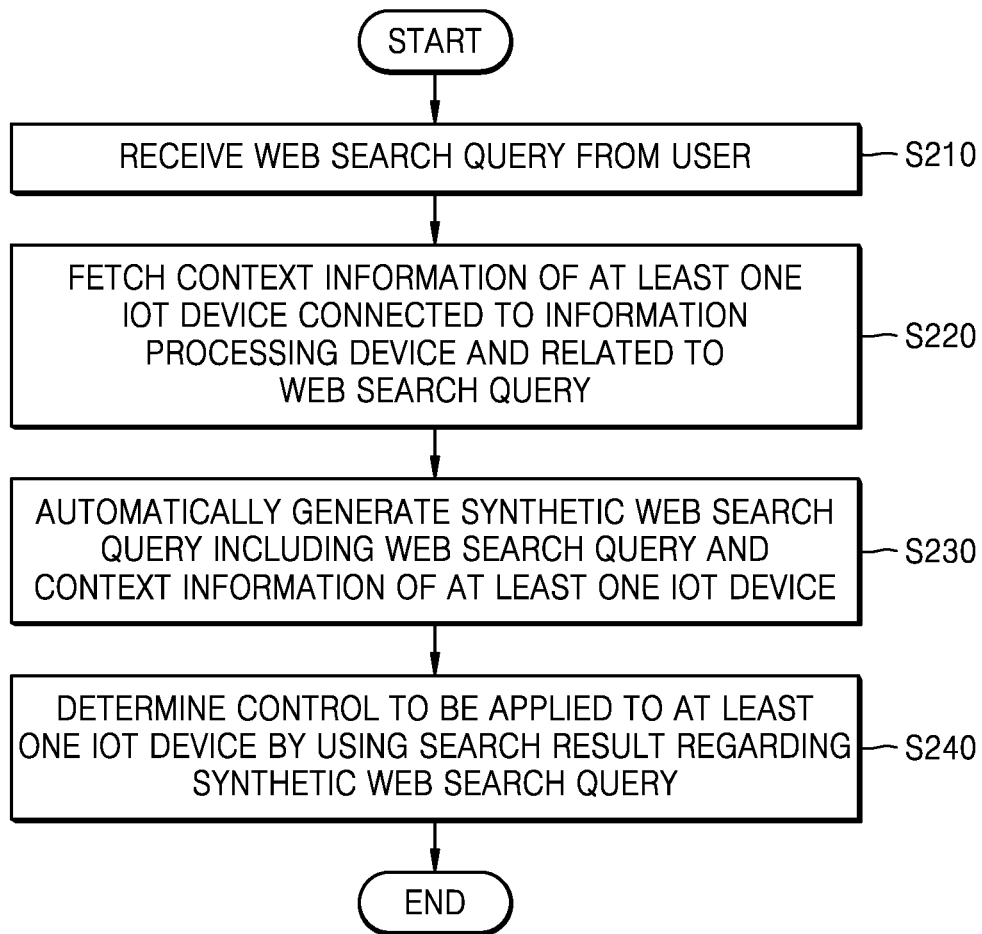 START
RECEIVE WEB SEARCH QUERY FROM USER
S210
FETCH CONTEXT INFORMATION OF AT LEAST ONE
IOT DEVICE CONNECTED TO INFORMATION
PROCESSING DEVICE AND RELATED TO
WEB SEARCH QUERY
S220
AUTOMATICALLY GENERATE SYNTHETIC WEB SEARCH
QUERY INCLUDING WEB SEARCH QUERY AND
CONTEXT INFORMATION OF AT LEAST ONE IOT DEVICE
S230
DETERMINE CONTROL TO BE APPLIED TO AT LEAST
ONE IOT DEVICE BY USING SEARCH RESULT REGARDING
SYNTHETIC WEB SEARCH QUERY
S240
END